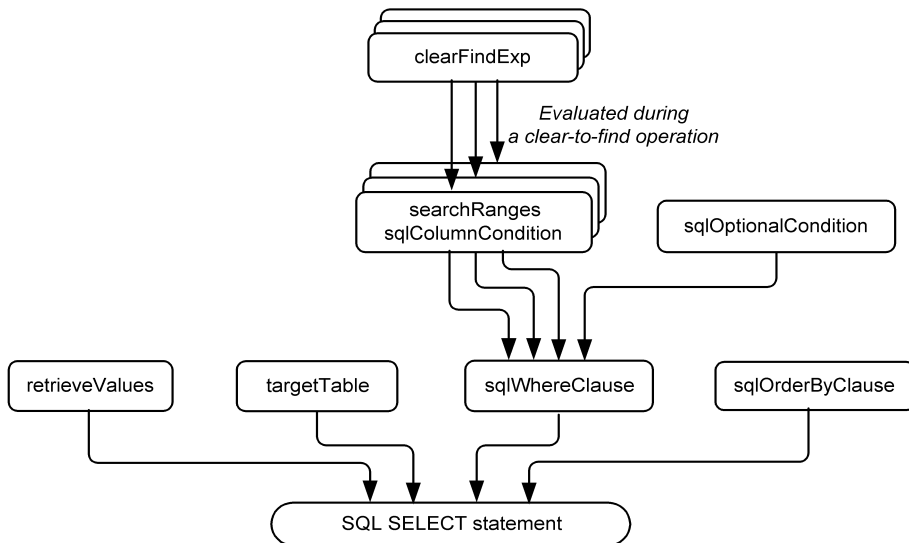 clearFindExp
Evaluated during
a clear-to-find operation
searchRanges
sqlColumnCondition
sqlOptionalCondition
retrieveValues
targetTable
sqlWhereClause
sqlOrderByClause
SQL SELECT statement